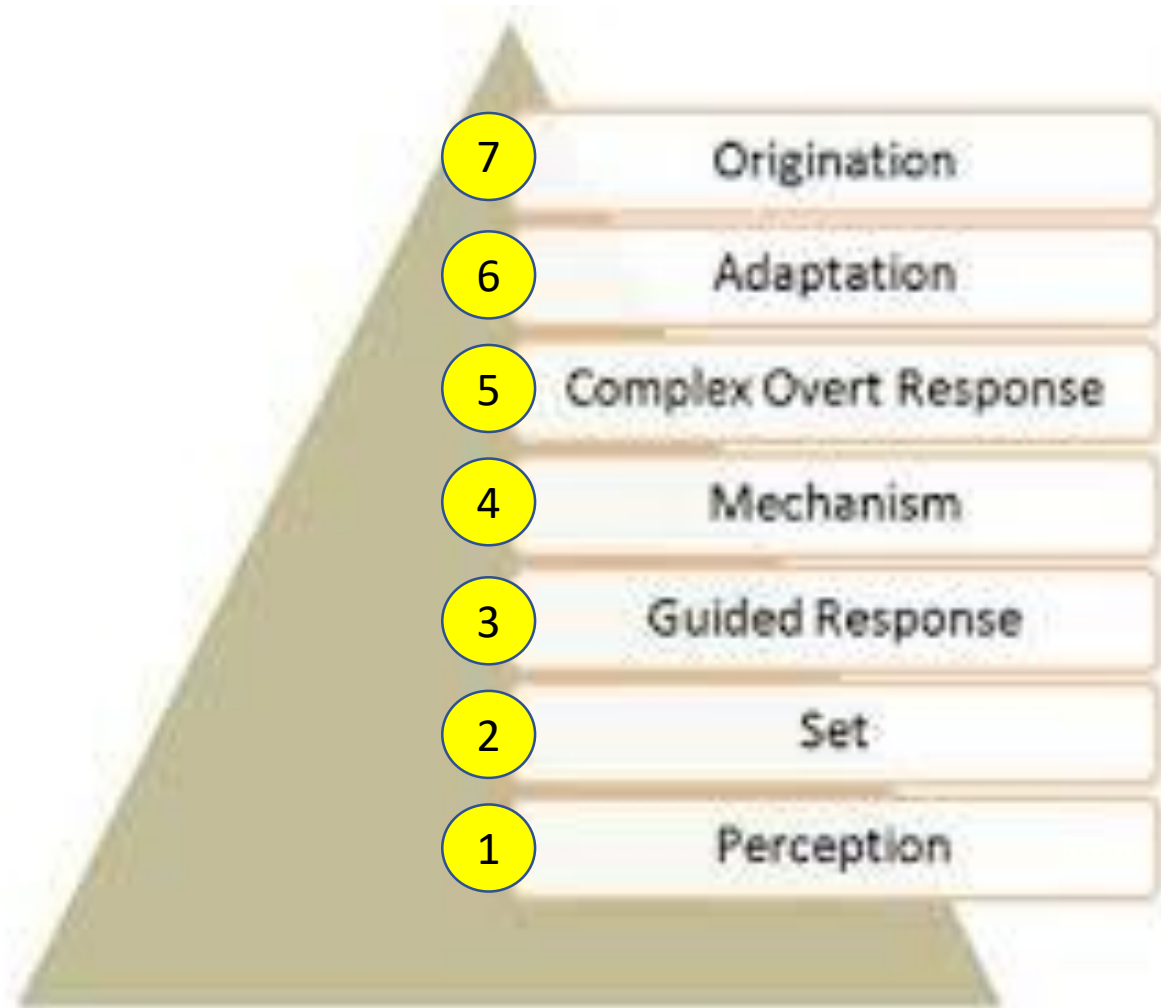 7 Origination
6 Adaptation
5 Complex Overt Response
4 Mechanism
3 Guided Response
2 Set
1 Perception